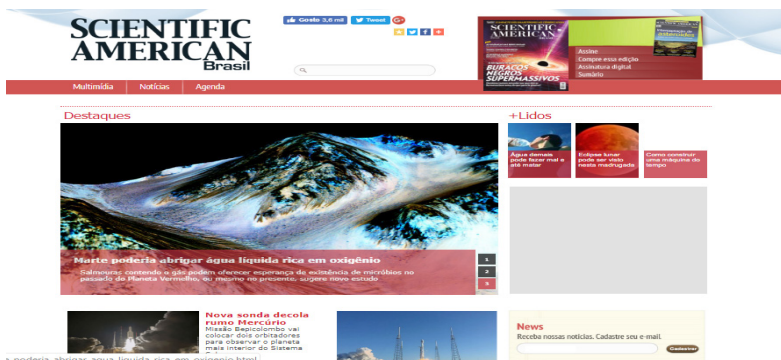 SCIENTIFIC
AMERICAN
Brasil
Gosto 3,6 mil
Tweet
G+
SCIENTIFIC
AMERICAN
BURACOS
NEGROS
SUPERMASSIVOS
Assine
Compre essa edição
Assinatura digital
Sumário
Multimídia
Notícias
Agenda
Destaques
Marte poderia abrigar água líquida rica em oxigênio
Salmouras contendo o gás podem oferecer esperança de existência de micróbios no
passado do Planeta Vermelho, ou mesmo no presente, sugere novo estudo
1
2
3
+Lidos
Água demais
pode fazer mal e
até matar
Eclipse lunar
pode ser visto
nesta madrugada
Como construir
uma máquina do
tempo
Nova sonda decola
rumo Mercúrio
Missão Bepicolombo vai
colocar dois orbitadores
para observar o planeta
mais interior do Sistema
News
Receba nossas notícias. Cadastre seu e-mail.
Cadastrar
a_poderia_abrigar_agua_liquida_rica_em_oxigenio.html